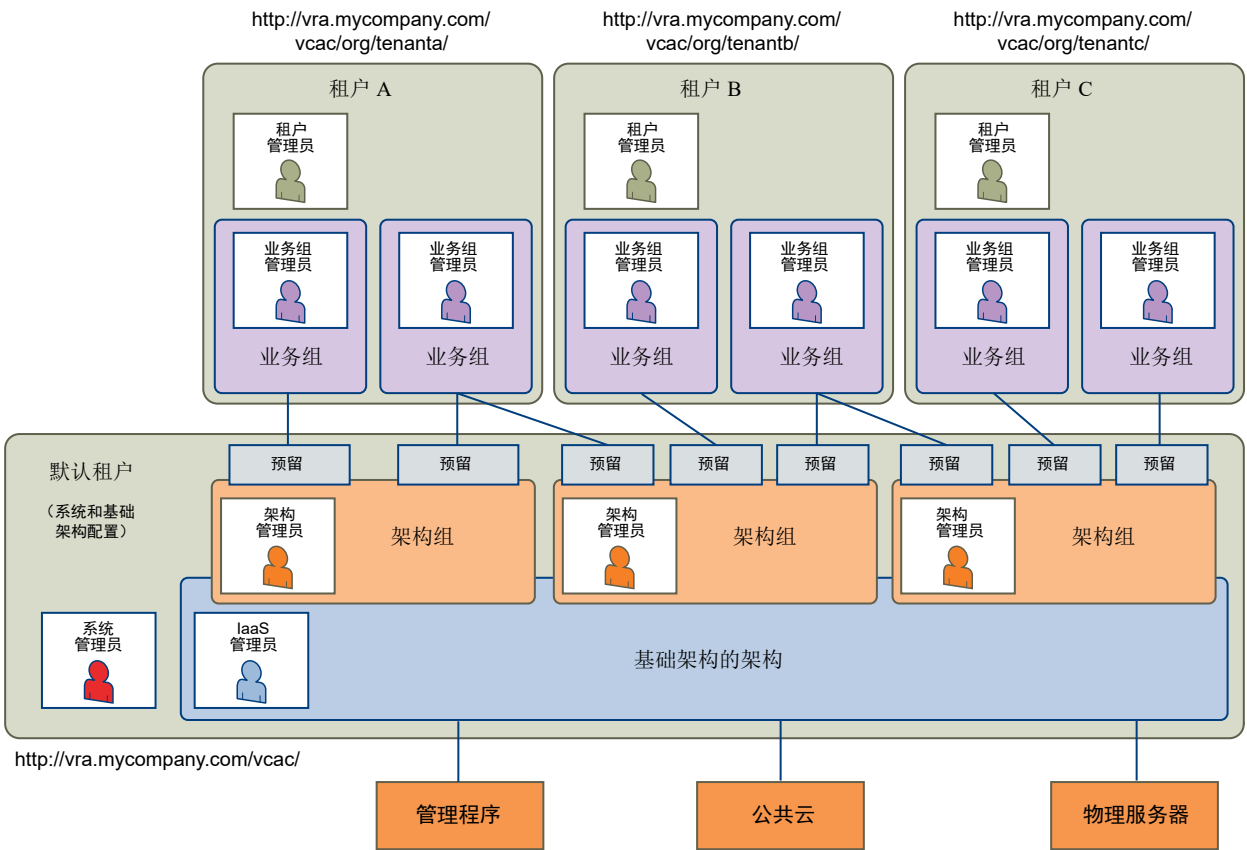 http://vra.mycompany.com/
vcac/org/tenanta/
http://vra.mycompany.com/
vcac/org/tenantb/
http://vra.mycompany.com/
vcac/org/tenantc/
租户 A
租户 B
租户 C
租户
管理员
租户
管理员
租户
管理员
业务组
管理员
业务组
管理员
业务组
管理员
业务组
管理员
业务组
管理员
业务组
管理员
业务组
业务组
业务组
业务组
业务组
业务组
默认租户
（系统和基础
架构配置）
预留
预留
预留
预留
预留
预留
预留
预留
架构
管理员
架构组
架构
管理员
架构组
架构
管理员
架构组
系统
管理员
IaaS
管理员
基础架构的架构
http://vra.mycompany.com/vcac/
管理程序
公共云
物理服务器